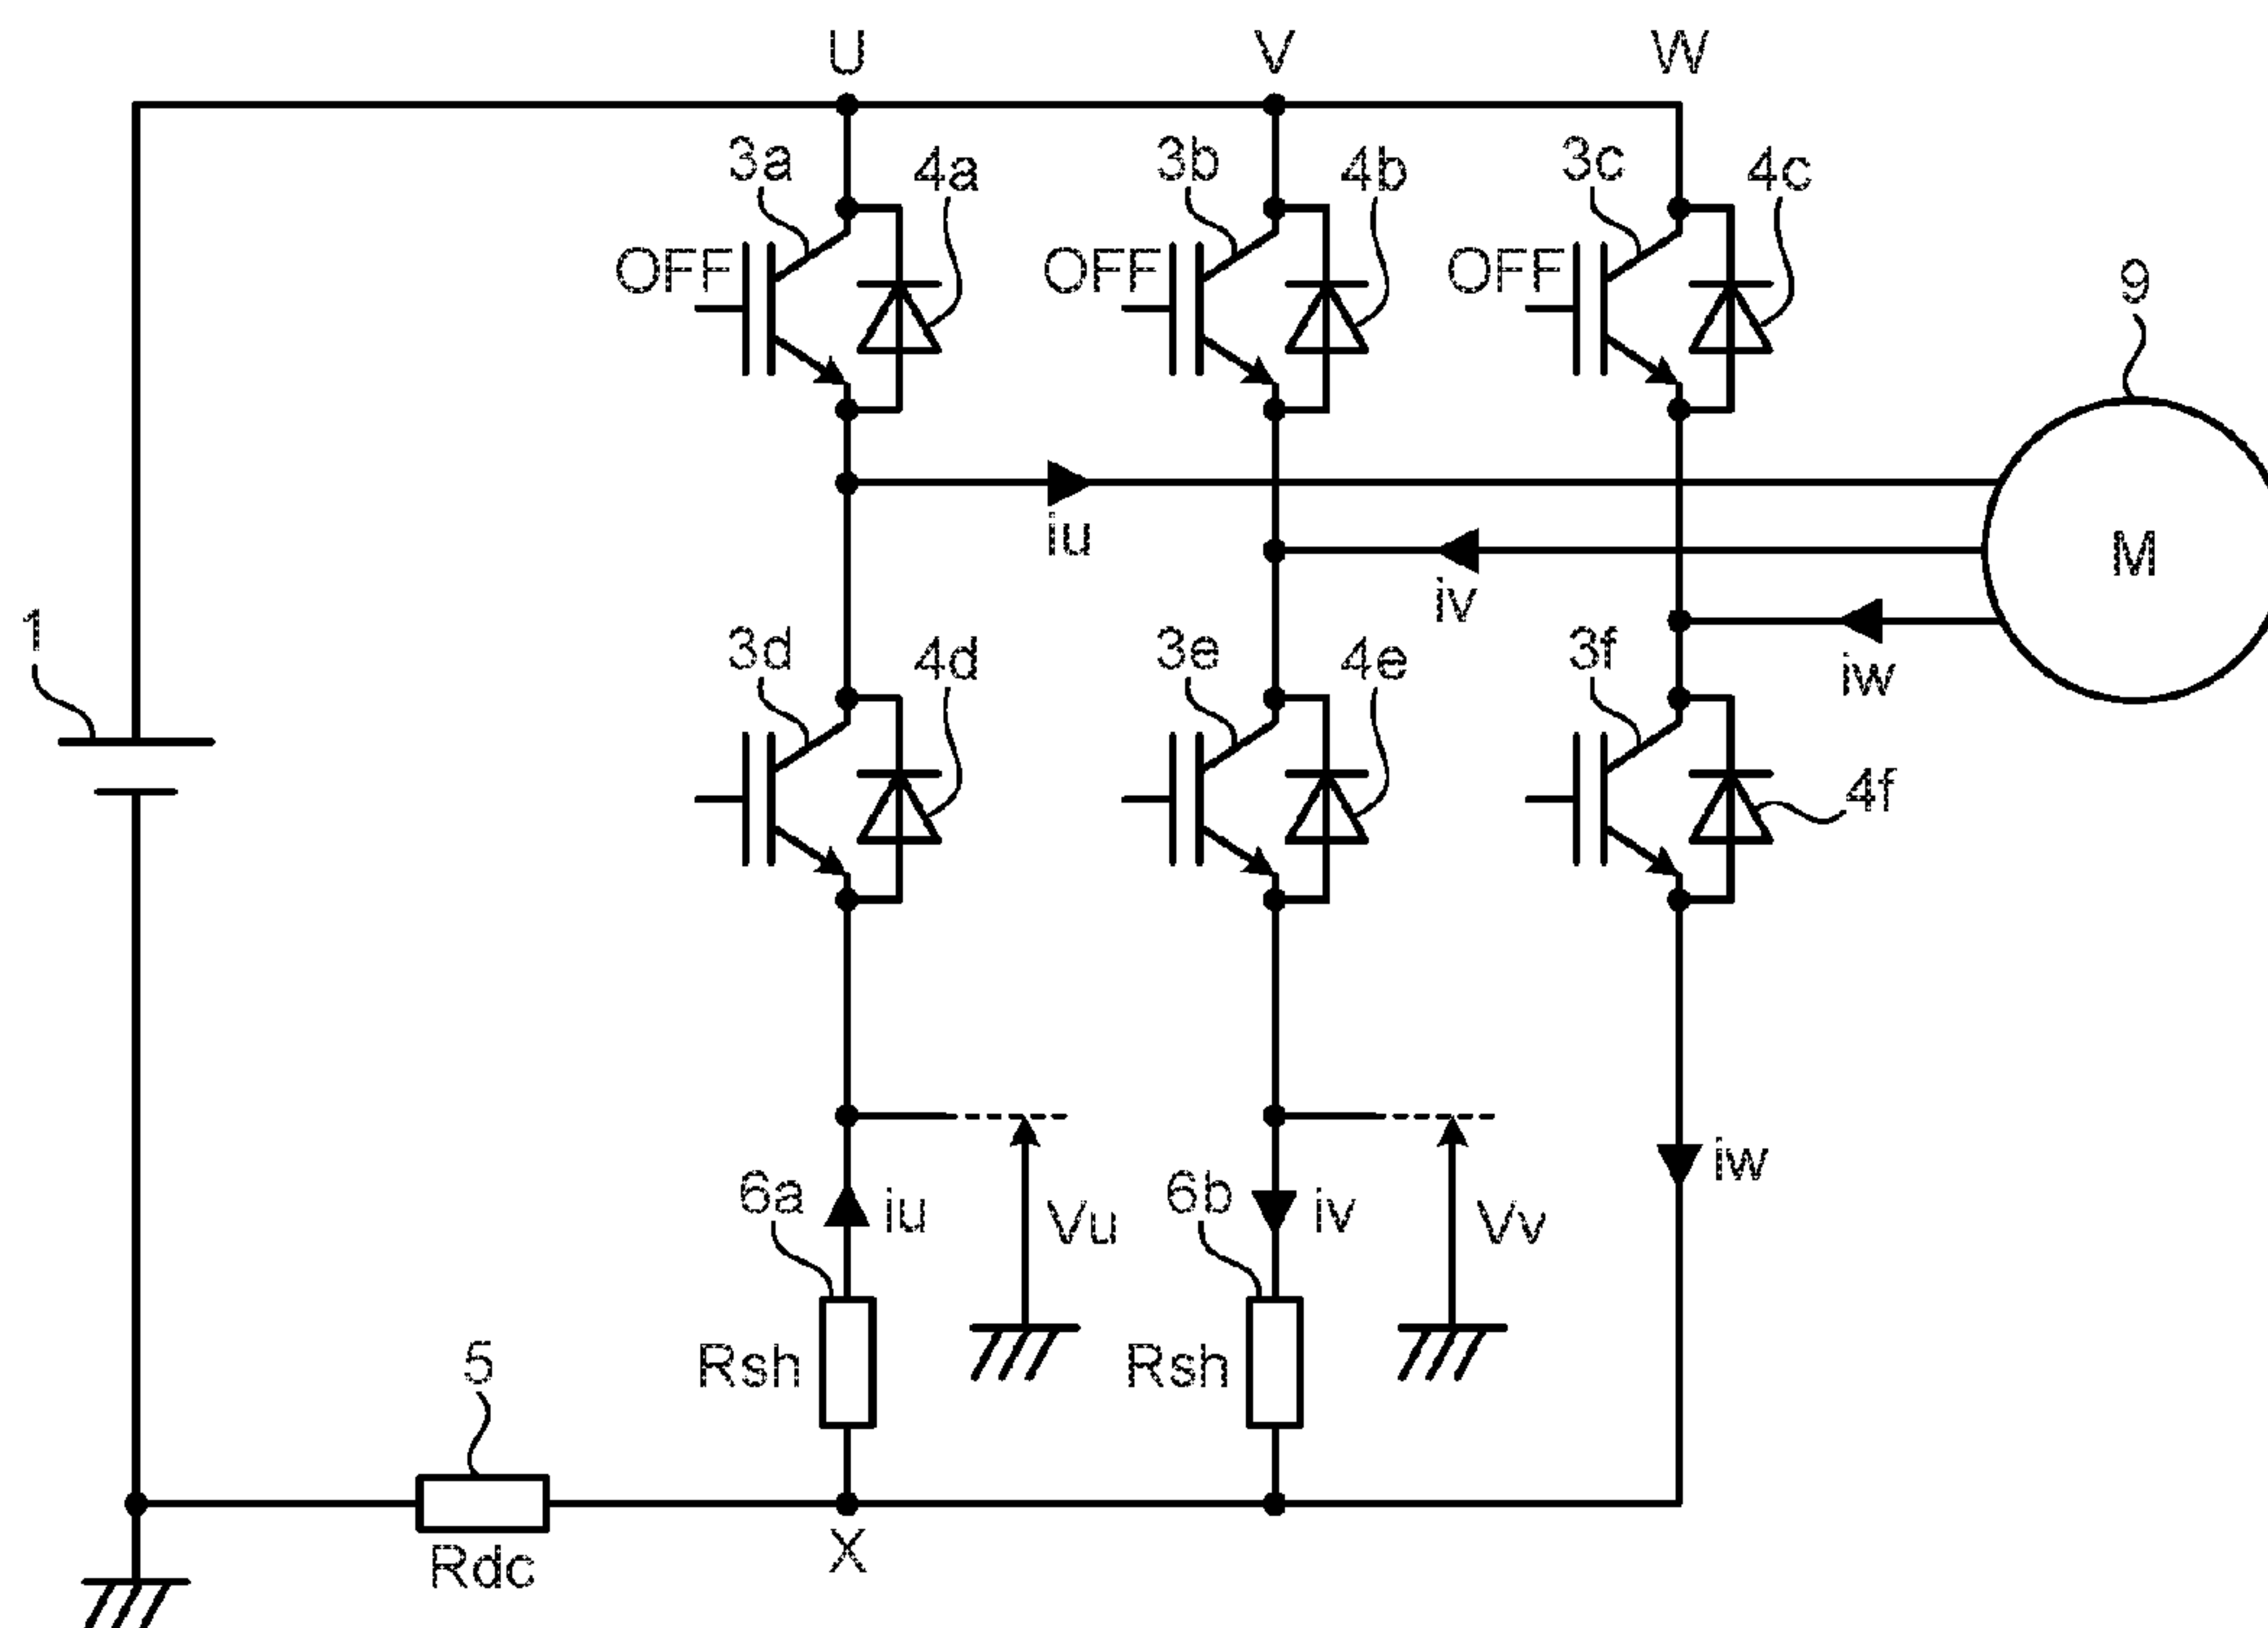 U V W
3a 4a 3b 4b 3c 4c
OFF OFF OFF
9
iu
iv
M
1
3d 4d 3e 4e 3f
iw
4f
6a iu Vu 6b iv Vv iw
5
Rsh Rsh
X
Rdc